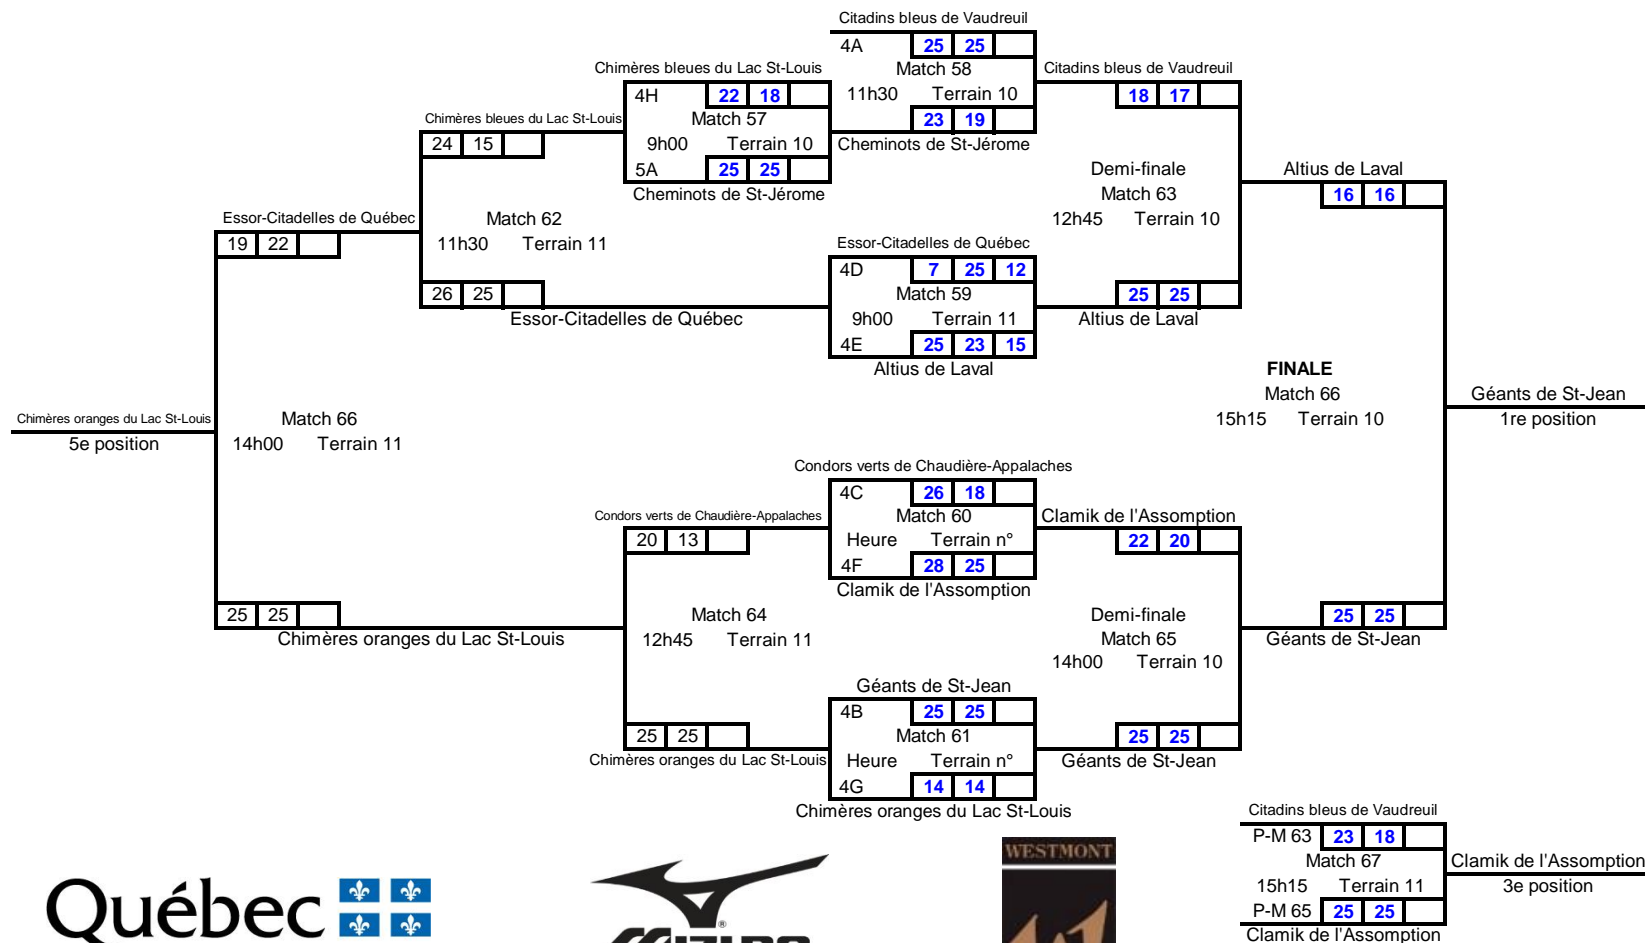 Citadins bleus de Vaudreuil
4A 25 25
Chimères bleues du Lac St-Louis Match 58 Citadins bleus de Vaudreuil
4H 22 18 11h30 Terrain 10 18 17
Chimères bleues du Lac St-Louis Match 57 23 19
24 15 9h00 Terrain 10 Cheminots de St-Jérome
5A 25 25 Demi-finale Altius de Laval
Cheminots de St-Jérome Match 63 16 16
Essor-Citadelles de Québec Match 62 12h45 Terrain 10
19 22 11h30 Terrain 11 Essor-Citadelles de Québec
4D 7 25 12
26 25 Match 59 25 25
Essor-Citadelles de Québec 9h00 Terrain 11 Altius de Laval
4E 25 23 15
Altius de Laval FINALE
Match 66 Géants de St-Jean
Chimères oranges du Lac St-Louis Match 66 15h15 Terrain 10 1re position
5e position 14h00 Terrain 11
Condors verts de Chaudière-Appalaches
4C 26 18
Condors verts de Chaudière-Appalaches Match 60 Clamik de l'Assomption
20 13 Heure Terrain n° 22 20
4F 28 25
Clamik de l'Assomption
25 25 Match 64 Demi-finale 25 25
Chimères oranges du Lac St-Louis 12h45 Terrain 11 Match 65 Géants de St-Jean
14h00 Terrain 10
Géants de St-Jean
4B 25 25
25 25 Match 61 25 25
Chimères oranges du Lac St-Louis Heure Terrain n° Géants de St-Jean
4G 14 14
Chimères oranges du Lac St-Louis Citadins bleus de Vaudreuil
P-M 63 23 18
WESTMONT Match 67 Clamik de l'Assomption
15h15 Terrain 11 3e position
P-M 65 25 25
Québec MIZUNO Clamik de l'Assomption